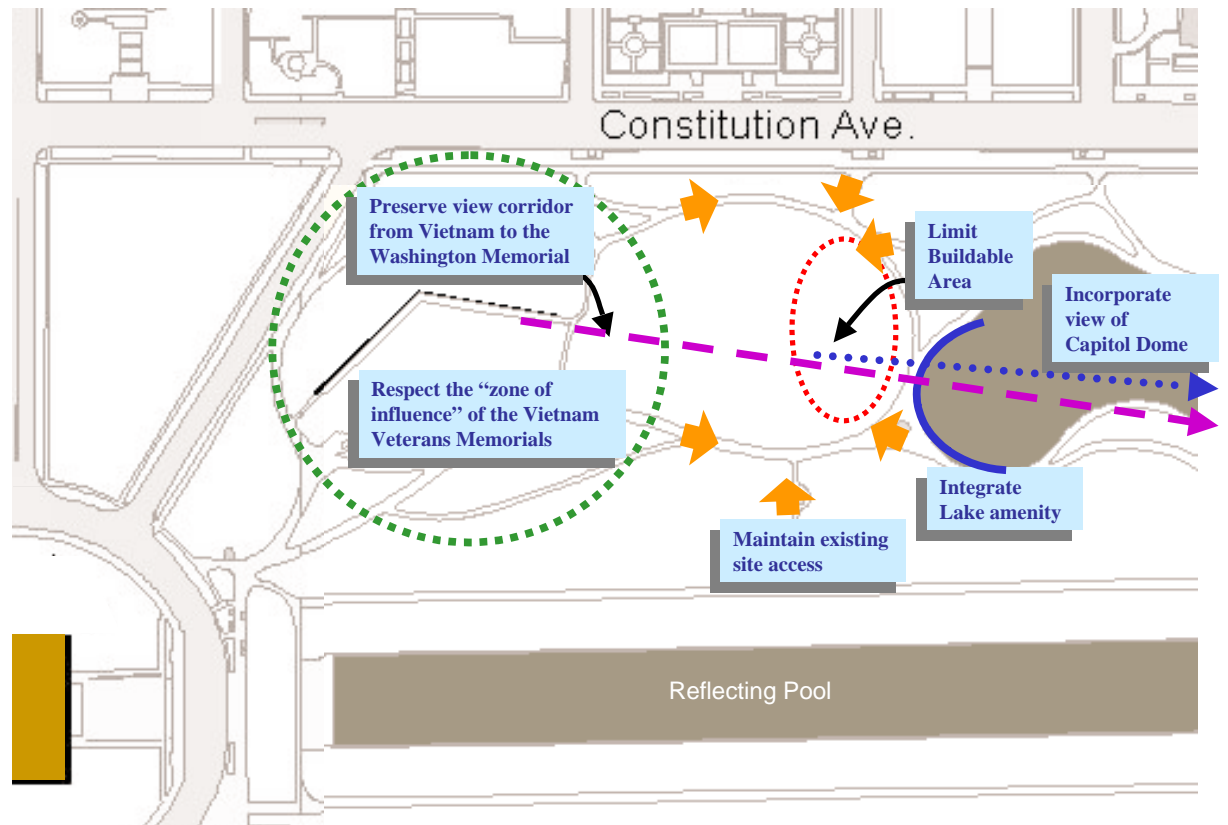 Constitution Ave.
Preserve view corridor
from Vietnam to the
Washington Memorial
Limit
Buildable
Area
Incorporate
view of
Capitol Dome
Respect the “zone of
influence” of the Vietnam
Veterans Memorials
Integrate
Lake amenity
Maintain existing
site access
Reflecting Pool